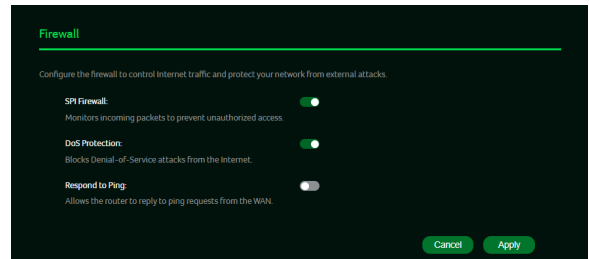 Firewall
Configure the firewall to control Internet traffic and protect your network from external attacks.
SPI Firewall:
Monitors incoming packets to prevent unauthorized access.
DoS Protection:
Blocks Denial-of-Service attacks from the Internet.
Respond to Ping:
Allows the router to reply to ping requests from the WAN.
Cancel Apply